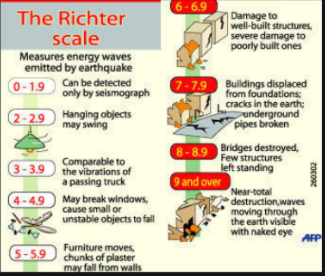 The Richter
scale
Measures energy waves
emitted by earthquake
0 - 1.9
Can be detected
only by seismograph
2 - 2.9
Hanging objects
may swing
3 - 3.9
Comparable to
the vibrations of
a passing truck
4 - 4.9
May break windows,
cause small or
unstable objects to fall
5 - 5.9
Furniture moves,
chunks of plaster
may fall from walls
6 - 6.9
Damage to
well-built structures,
severe damage to
poorly built ones
7 - 7.9
Buildings displaced
from foundations;
cracks in the earth;
underground
pipes broken
8 - 8.9
Bridges destroyed,
Few structures
left standing
9 and over
Near-total
destruction,waves
moving through
the earth visible
with naked eye
260302
AFP